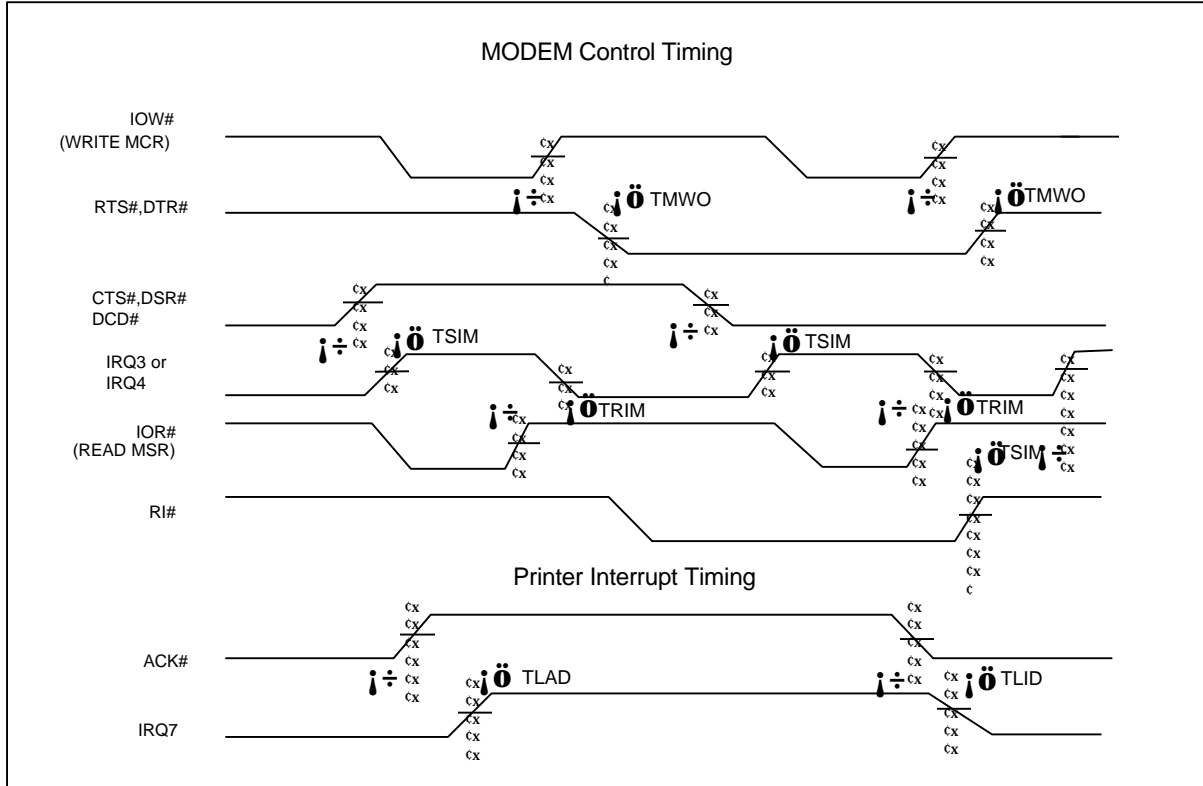 MODEM Control Timing
IOW#
(WRITE MCR)
RTS#,DTR#
TMWO
TMWO
CTS#,DSR#
DCD#
TSIM
TSIM
IRQ3 or
IRQ4
TRIM
TRIM
IOR#
(READ MSR)
TSIM
RI#
Printer Interrupt Timing
ACK#
TLAD
TLID
IRQ7